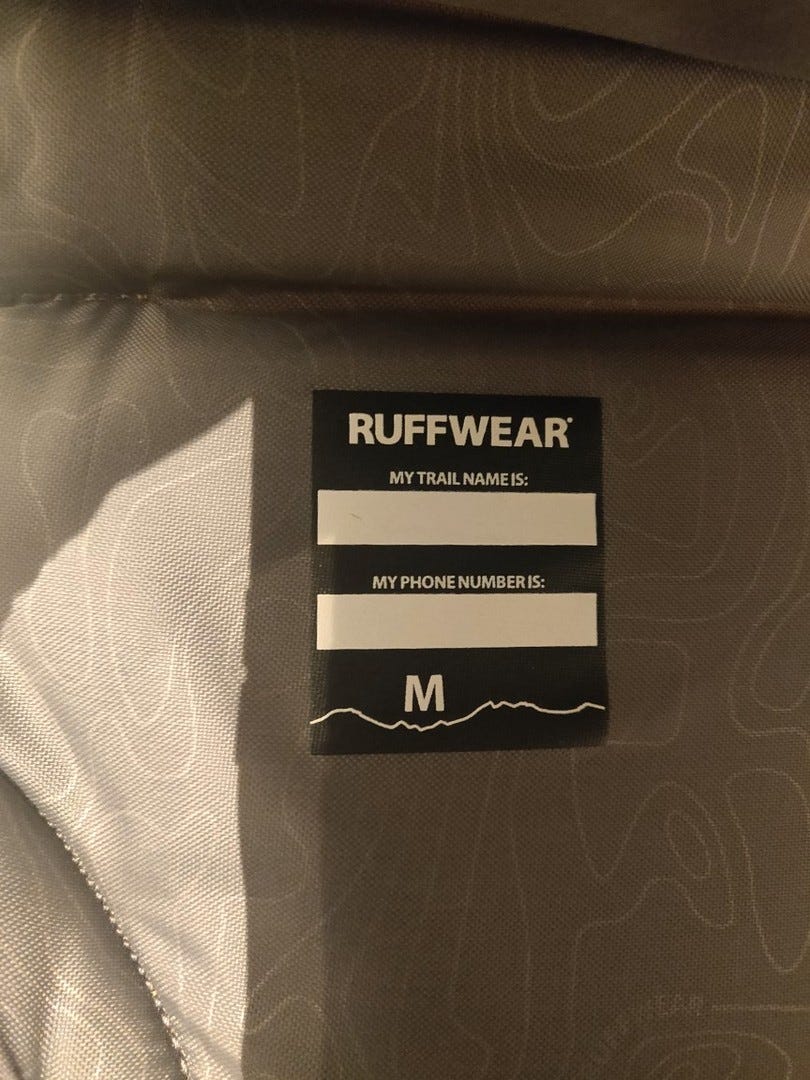 RUFFWEAR®
MY TRAIL NAME IS:
MY PHONE NUMBER IS:
M